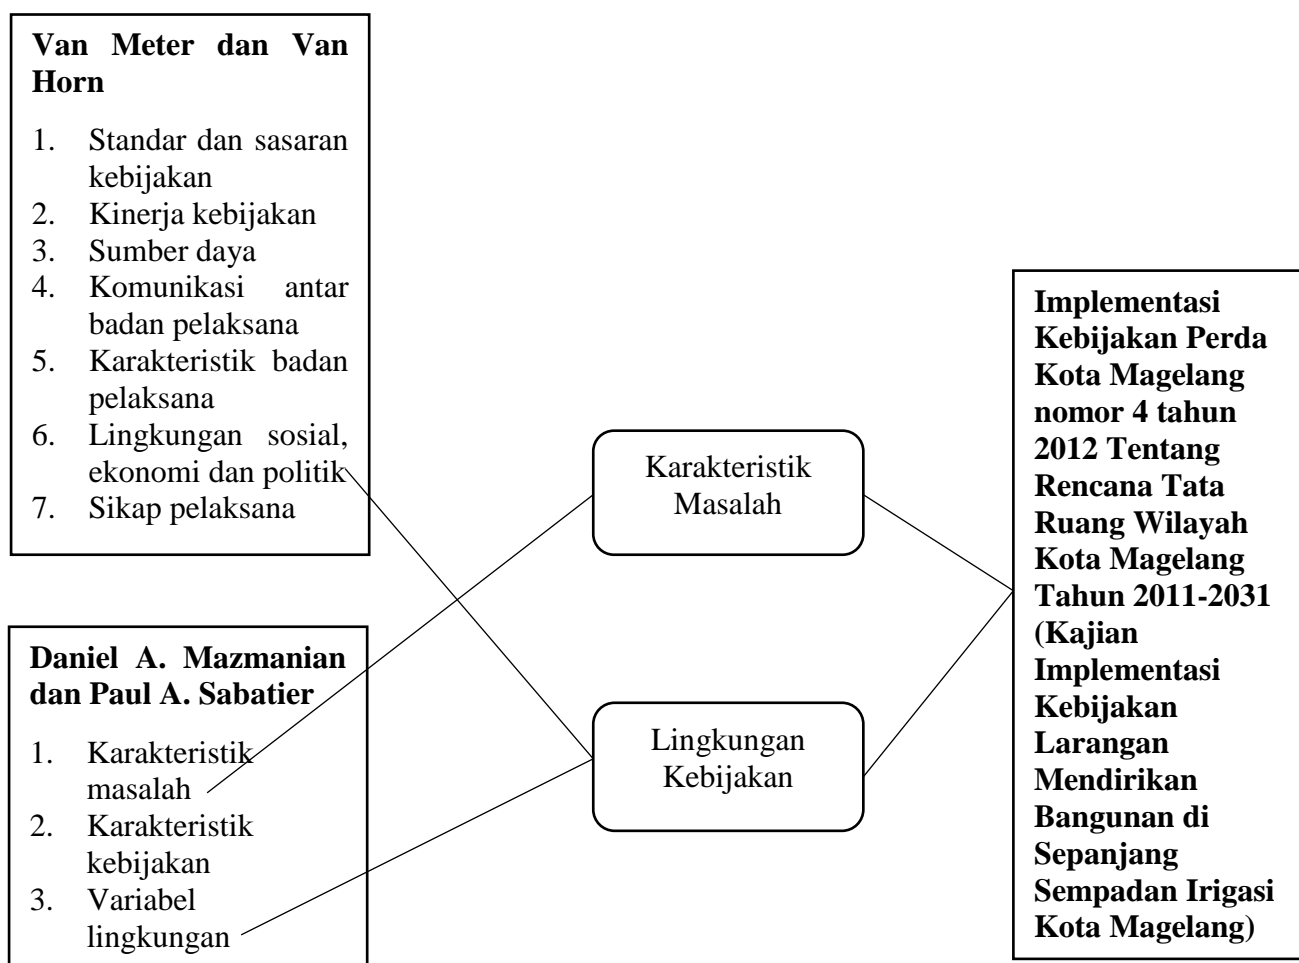 Van Meter dan Van
Horn
1. Standar dan sasaran
kebijakan
2. Kinerja kebijakan
3. Sumber daya
4. Komunikasi antar
badan pelaksana
5. Karakteristik badan
pelaksana
6. Lingkungan sosial,
ekonomi dan politik
7. Sikap pelaksana
Daniel A. Mazmanian
dan Paul A. Sabatier
1. Karakteristik
masalah
2. Karakteristik
kebijakan
3. Variabel
lingkungan
Karakteristik
Masalah
Lingkungan
Kebijakan
Implementasi
Kebijakan Perda
Kota Magelang
nomor 4 tahun
2012 Tentang
Rencana Tata
Ruang Wilayah
Kota Magelang
Tahun 2011-2031
(Kajian
Implementasi
Kebijakan
Larangan
Mendirikan
Bangunan di
Sepanjang
Sempadan Irigasi
Kota Magelang)